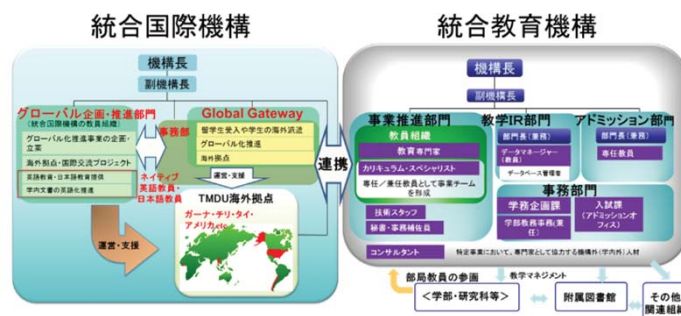 統合国際機構
機構長
副機構長
グローバル企画・推進部門
(統合国際機構の教員組織)
グローバル化推進事業の企画・
立案
海外拠点・国際交流プロジェクト
英語教育・日本語教育提供
学内文書の英語化推進
事務部
ネイティブ
英語教員・
日本語教員
Global Gateway
留学生受入や学生の海外派遣
グローバル化推進
海外拠点
運営・支援
運営・支援
TMDU海外拠点
ガーナ・チリ・タイ・
アメリカetc
連携
統合教育機構
機構長
副機構長
事業推進部門
教員組織
教育専門家
カリキュラム・スペシャリスト
専任/兼任教員として事業チーム
を形成
技術スタッフ
秘書・事務補佐員
コンサルタント
特定事業において、専門家として協力する機構外(学内外)人材
教学IR部門
部門長(兼務)
データマネージャー
(教員)
データベース管理者
アドミッション部門
部門長(兼務)
専任教員
事務部門
学務企画課
学部教務事務(兼
任)
入試課
(アドミッションオ
フィス)
部局教員の参画
教学マネジメント
<学部・研究科等>
附属図書館
その他
関連組織